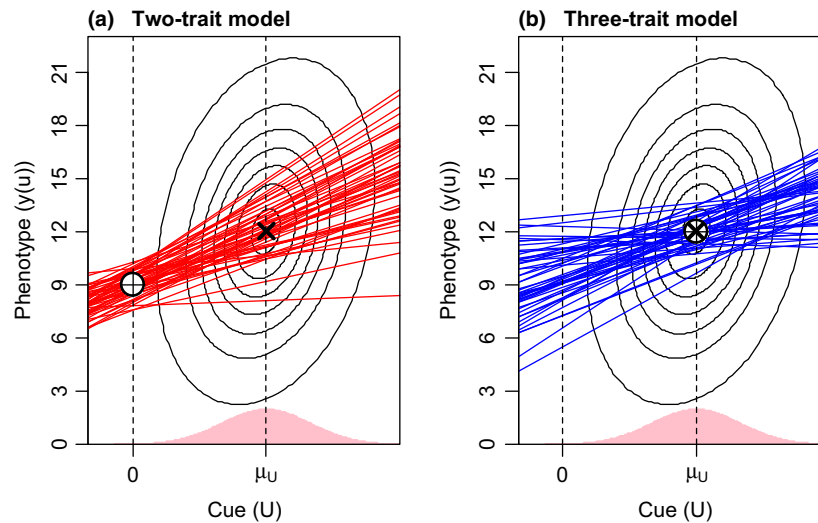 (a) Two-trait model
Phenotype (y(u))
21
18
15
12
9
6
3
0
0 μU
Cue (U)
(b) Three-trait model
Phenotype (y(u))
21
18
15
12
9
6
3
0
0 μU
Cue (U)